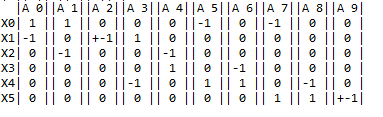 |A 0||A 1||A 2||A 3||A 4||A 5||A 6||A 7||A 8||A 9|
X0| 1 || 1 || 0 || 0 || 0 ||-1 || 0 ||-1 || 0 || 0 |
X1|-1 || 0 ||+-1|| 1 || 0 || 0 || 0 || 0 || 0 || 0 |
X2| 0 ||-1 || 0 || 0 ||-1 || 0 || 0 || 0 || 0 || 0 |
X3| 0 || 0 || 0 || 0 || 1 || 0 ||-1 || 0 || 0 || 0 |
X4| 0 || 0 || 0 ||-1 || 0 || 1 || 1 || 0 ||-1 || 0 |
X5| 0 || 0 || 0 || 0 || 0 || 0 || 0 || 1 || 1 ||+-1|